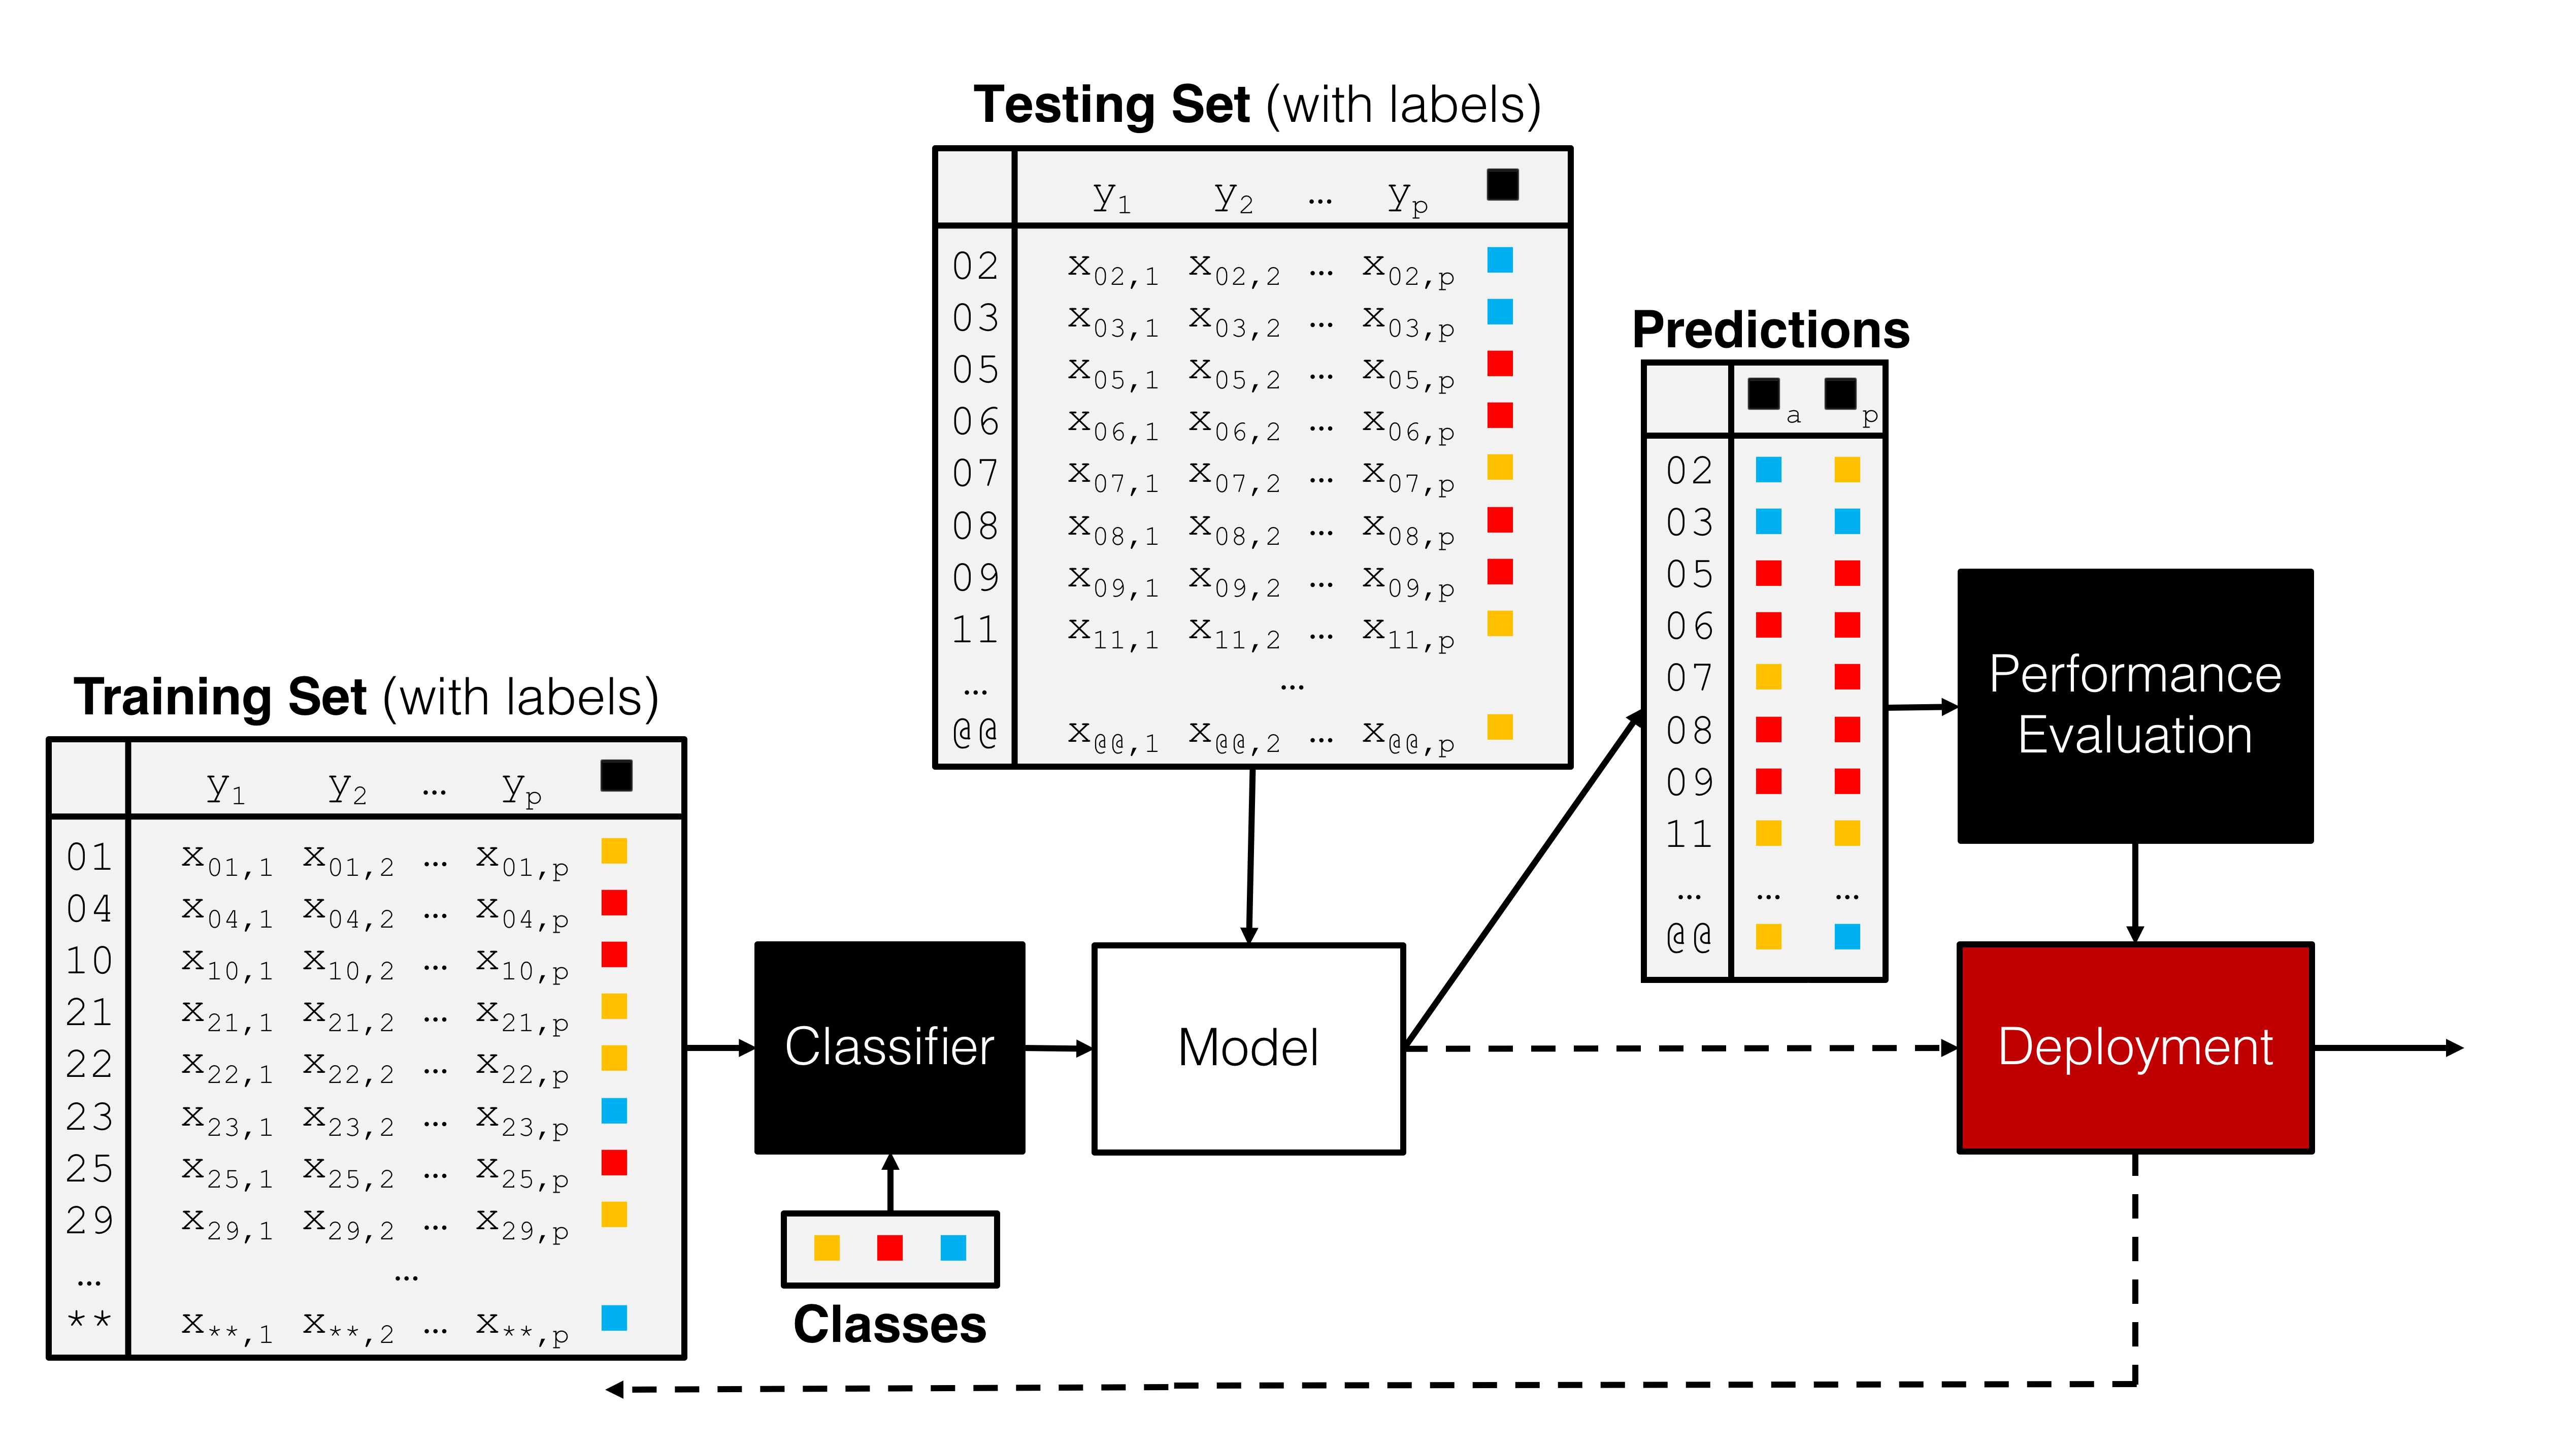 Testing Set (with labels)
y1 y2 … yp
02 x02,1 x02,2 … x02,p
03 x03,1 x03,2 … x03,p
05 x05,1 x05,2 … x05,p
06 x06,1 x06,2 … x06,p
07 x07,1 x07,2 … x07,p
08 x08,1 x08,2 … x08,p
09 x09,1 x09,2 … x09,p
11 x11,1 x11,2 … x11,p
… …
@@ x@@,1 x@@,2 … x@@,p
Predictions
a p
02
03
05
06
07
08
09
11
… … …
@@
Performance
Evaluation
Training Set (with labels)
y1 y2 … yp
01 x01,1 x01,2 … x01,p
04 x04,1 x04,2 … x04,p
10 x10,1 x10,2 … x10,p
21 x21,1 x21,2 … x21,p
22 x22,1 x22,2 … x22,p
23 x23,1 x23,2 … x23,p
25 x25,1 x25,2 … x25,p
29 x29,1 x29,2 … x29,p
… …
** x**,1 x**,2 … x**,p
Classifier
Model
Deployment
Classes